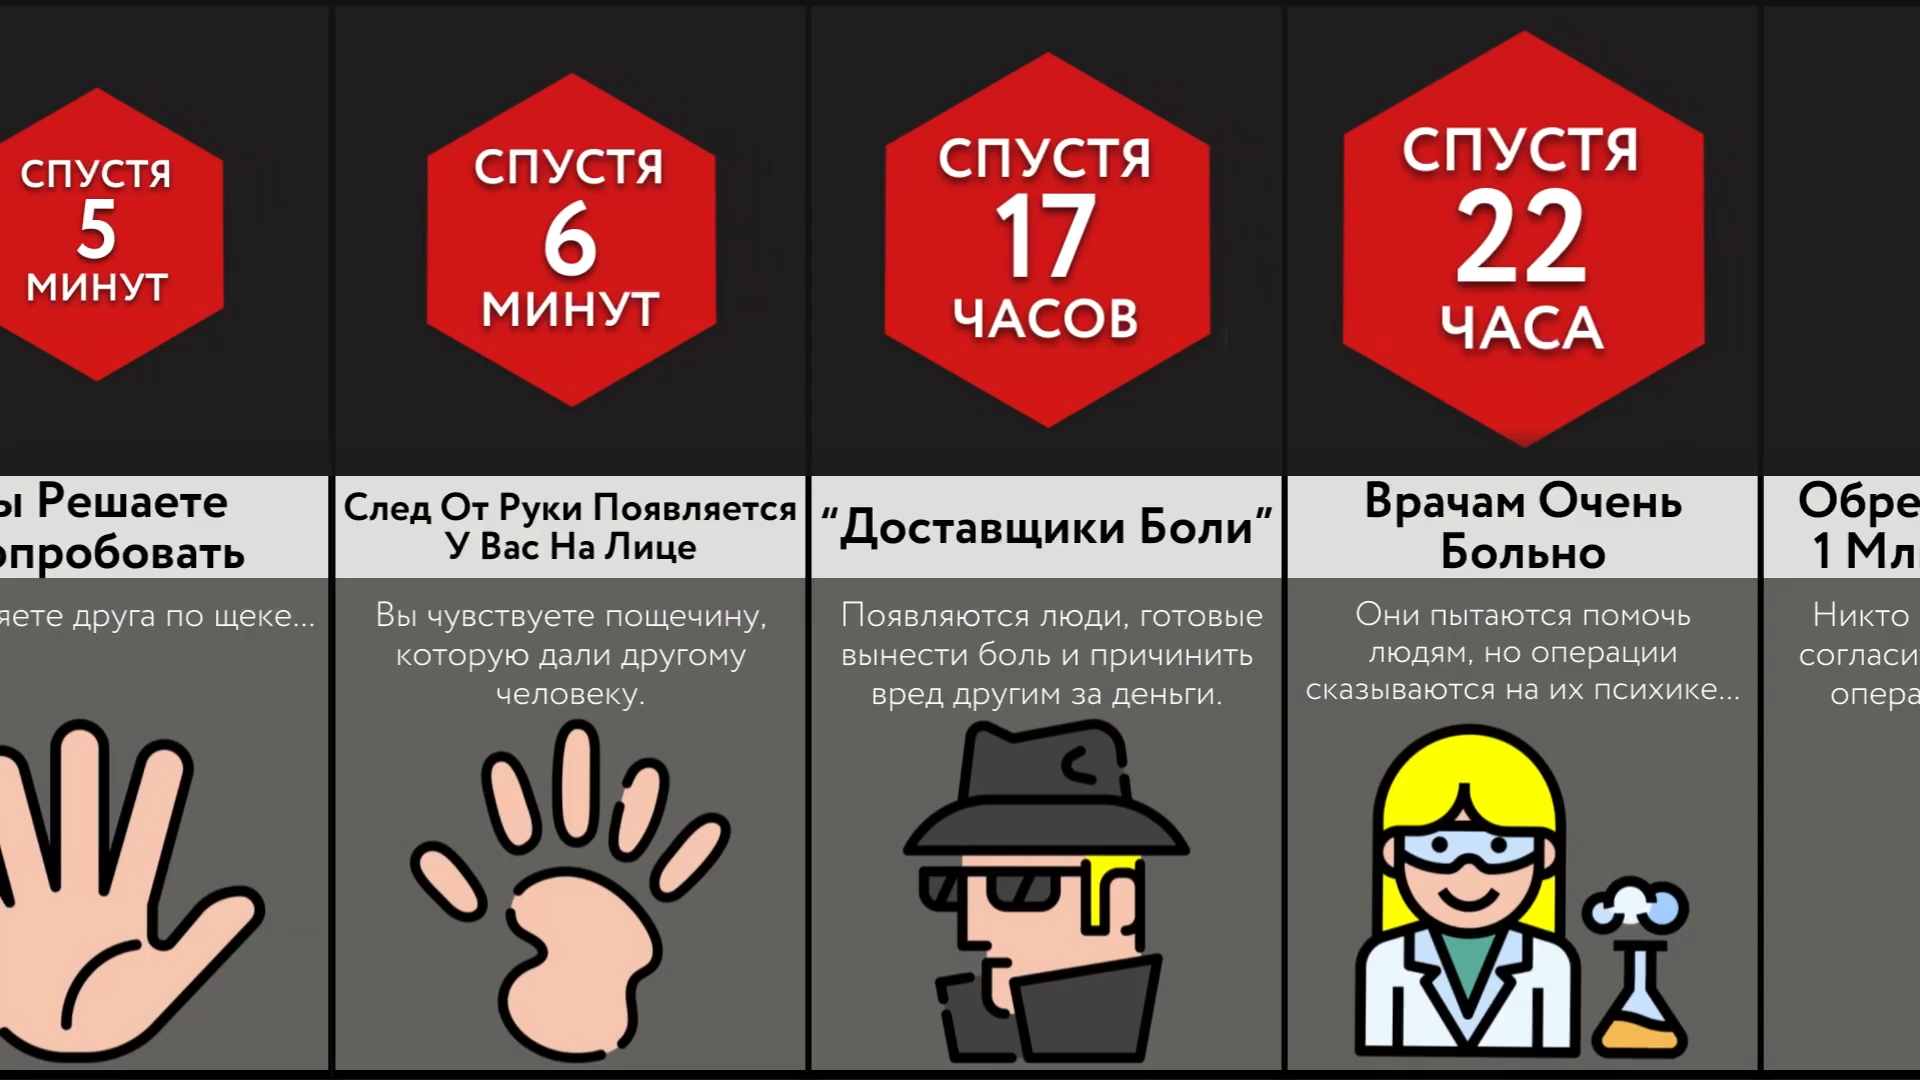 СПУСТЯ
5
МИНУТ
Решаете
друга по щеке...
СПУСТЯ
6
МИНУТ
След От Руки Появляется
У Вас На Лице
Вы чувствуете пощечину,
которую дали другому
человеку.
СПУСТЯ
17
ЧАСОВ
“Доставщики Боли”
Появляются люди, готовые
вынести боль и причинить
вред другим за деньги.
СПУСТЯ
22
ЧАСА
Врачам Очень
Больно
Они пытаются помочь
людям, но операции
сказываются на их психике...
1
Никто